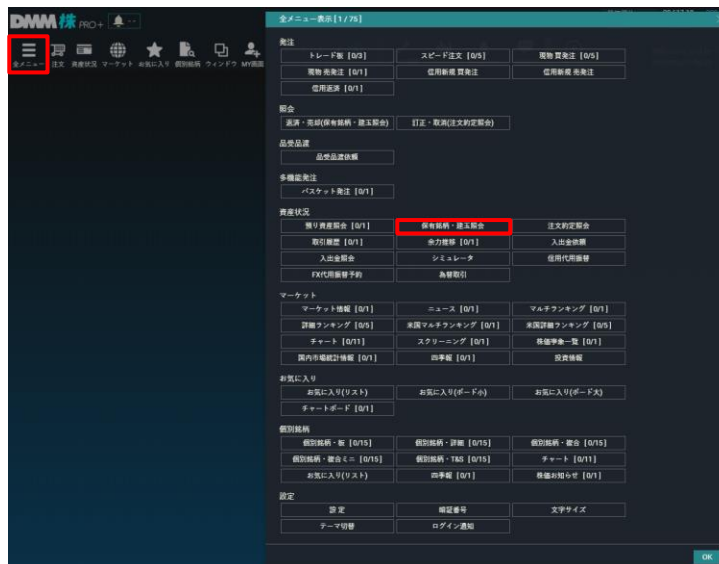 DMM 株 PRO+
全メニュー 注文 資産状況 マーケット お気に入り 個別銘柄 ウィンドウ MY画面
全メニュー表示 [1 / 75]
発注
トレード板 [0/3] スピード注文 [0/5] 現物 買発注 [0/5]
現物 売発注 [0/1] 信用新規 買発注 信用新規 売発注
信用返済 [0/1]
照会
返済・売却(保有銘柄・建玉照会) 訂正・取消(注文約定照会)
品受品渡
品受品渡依頼
多機能発注
バスケット発注 [0/1]
資産状況
預り資産照会 [0/1] 保有銘柄・建玉照会 注文約定照会
取引履歴 [0/1] 余力推移 [0/1] 入出金依頼
入出金照会 シミュレータ 信用代用振替
FX代用振替予約 為替取引
マーケット
マーケット情報 [0/1] ニュース [0/1] マルチランキング [0/1]
詳細ランキング [0/5] 米国マルチランキング [0/1] 米国詳細ランキング [0/5]
チャート [0/11] スクリーニング [0/1] 株価予象一覧 [0/1]
国内市場統計情報 [0/1] 四季報 [0/1] 投資情報
お気に入り
お気に入り(リスト) お気に入り(ボード小) お気に入り(ボード大)
チャートボード [0/1]
個別銘柄
個別銘柄・板 [0/15] 個別銘柄・詳細 [0/15] 個別銘柄・複合 [0/15]
個別銘柄・複合ミニ [0/15] 個別銘柄・T&S [0/15] チャート [0/11]
お気に入り(リスト) 四季報 [0/1] 株価お知らせ [0/1]
設定
設定 暗証番号 文字サイズ
テーマ切替 ログイン通知
OK